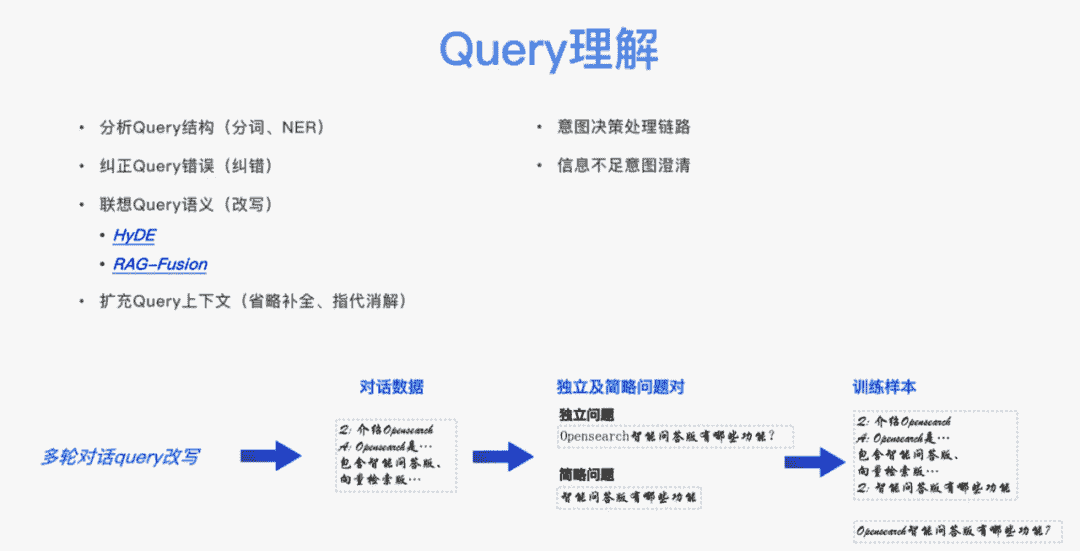 Query理解
• 分析Query结构（分词、NER）
• 纠正Query错误（纠错）
• 联想Query语义（改写）
• HyDE
• RAG-Fusion
• 扩充Query上下文（省略补全、指代消解）
• 意图决策处理链路
• 信息不足意图澄清
多轮对话query改写
对话数据
Q: 介绍Opensearch
A: Opensearch是…
包含智能问答版、
向量检索版…
独立及简略问题对
独立问题
Opensearch智能问答版有哪些功能？
简略问题
智能问答版有哪些功能
训练样本
Q: 介绍Opensearch
A: Opensearch是…
包含智能问答版、
向量检索版…
Q: 智能问答版有哪些功能
Opensearch智能问答版有哪些功能？